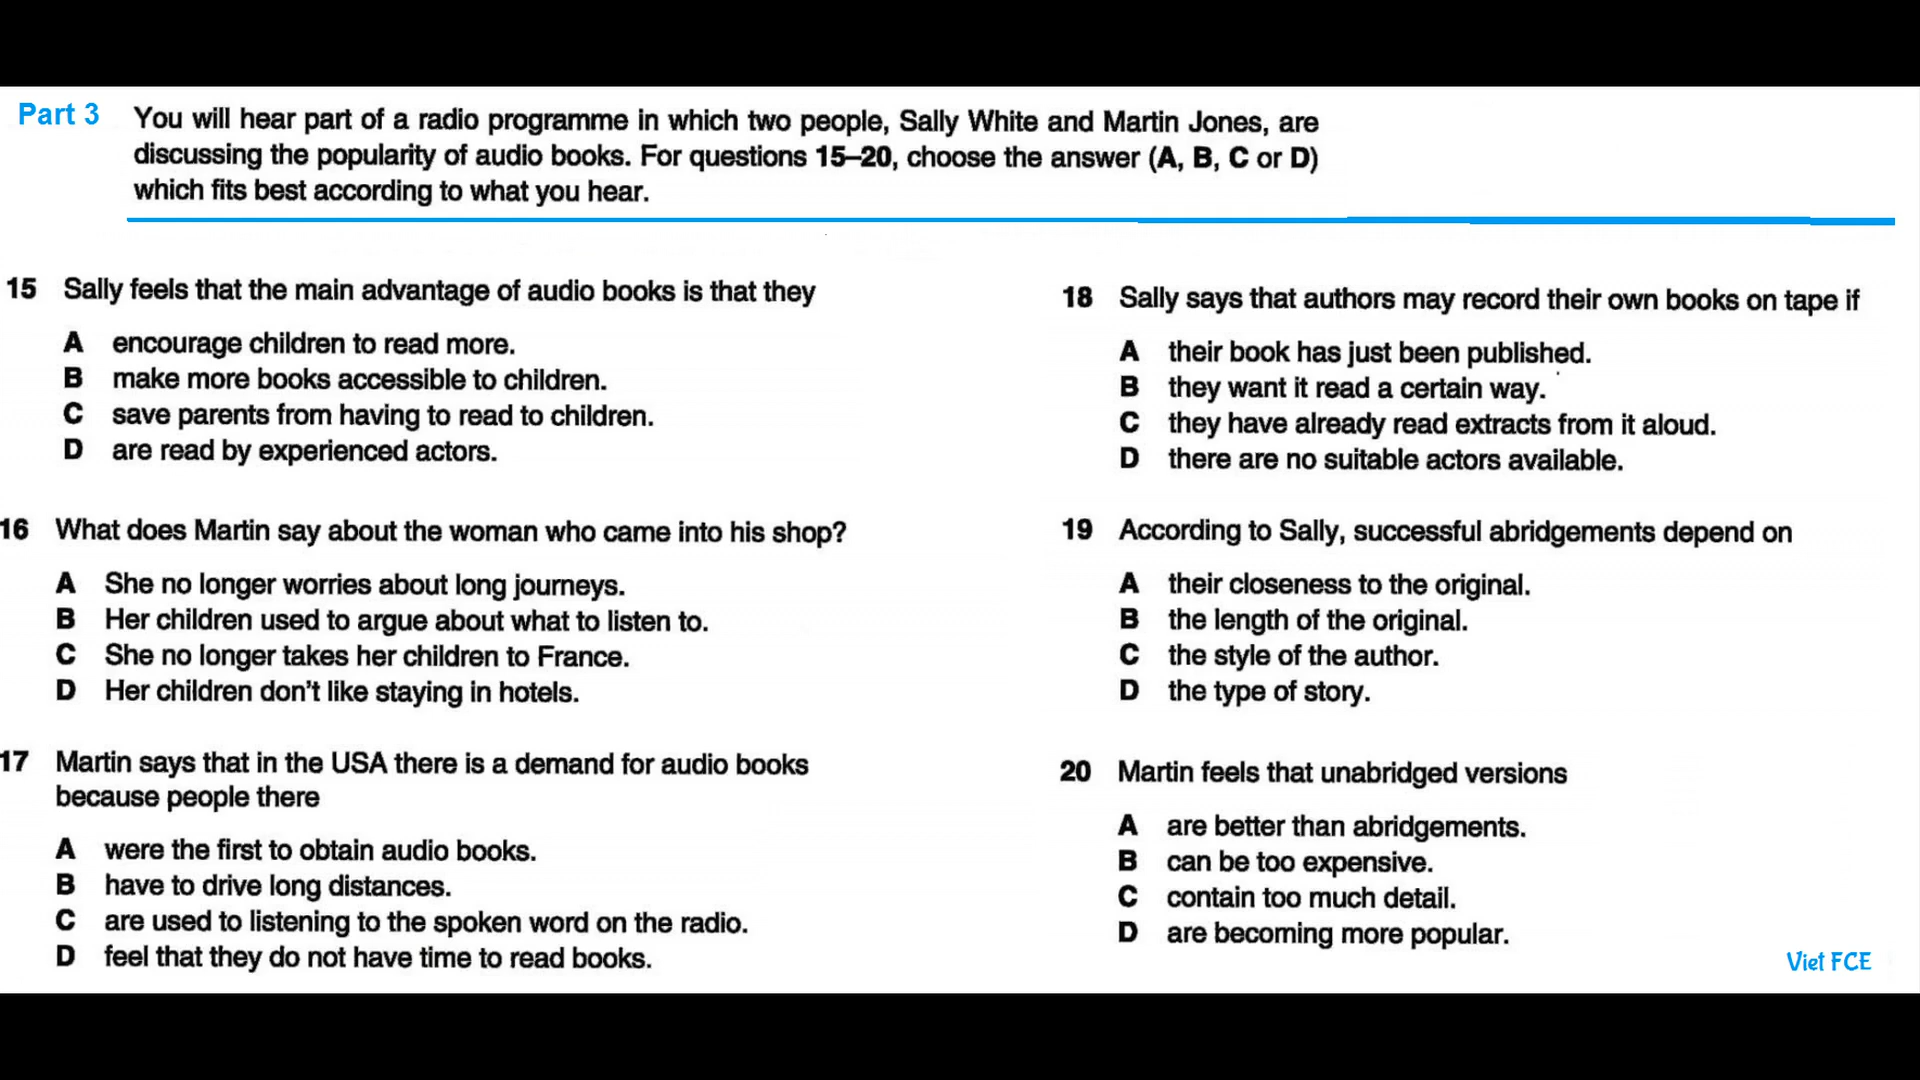 Part 3
You will hear part of a radio programme in which two people, Sally White and Martin Jones, are
discussing the popularity of audio books. For questions 15–20, choose the answer (A, B, C or D)
which fits best according to what you hear.
15 Sally feels that the main advantage of audio books is that they
A encourage children to read more.
B make more books accessible to children.
C save parents from having to read to children.
D are read by experienced actors.
16 What does Martin say about the woman who came into his shop?
A She no longer worries about long journeys.
B Her children used to argue about what to listen to.
C She no longer takes her children to France.
D Her children don't like staying in hotels.
17 Martin says that in the USA there is a demand for audio books
because people there
A were the first to obtain audio books.
B have to drive long distances.
C are used to listening to the spoken word on the radio.
D feel that they do not have time to read books.
18 Sally says that authors may record their own books on tape if
A their book has just been published.
B they want it read a certain way.
C they have already read extracts from it aloud.
D there are no suitable actors available.
19 According to Sally, successful abridgements depend on
A their closeness to the original.
B the length of the original.
C the style of the author.
D the type of story.
20 Martin feels that unabridged versions
A are better than abridgements.
B can be too expensive.
C contain too much detail.
D are becoming more popular.
Viet FCE